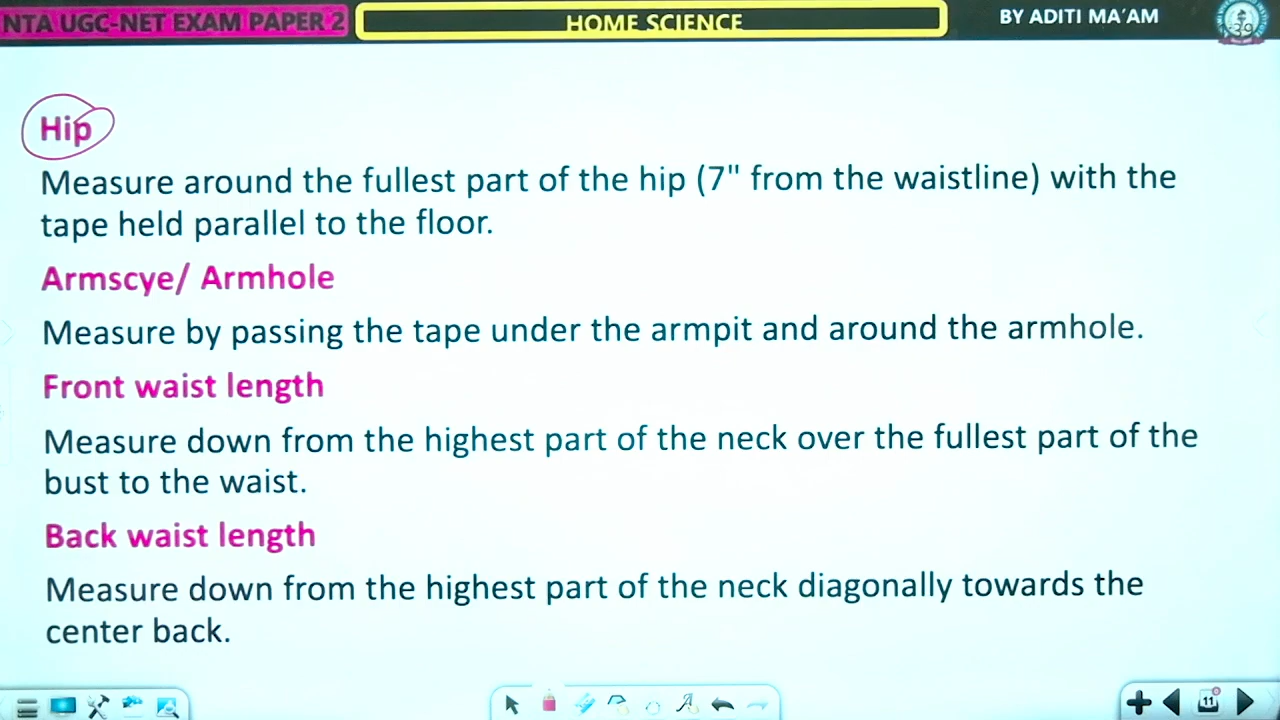 NTA UGC-NET EXAM PAPER 2
HOME SCIENCE
BY ADITI MA'AM
Hip
Measure around the fullest part of the hip (7" from the waistline) with the
tape held parallel to the floor.
Armscye/ Armhole
Measure by passing the tape under the armpit and around the armhole.
Front waist length
Measure down from the highest part of the neck over the fullest part of the
bust to the waist.
Back waist length
Measure down from the highest part of the neck diagonally towards the
center back.
11